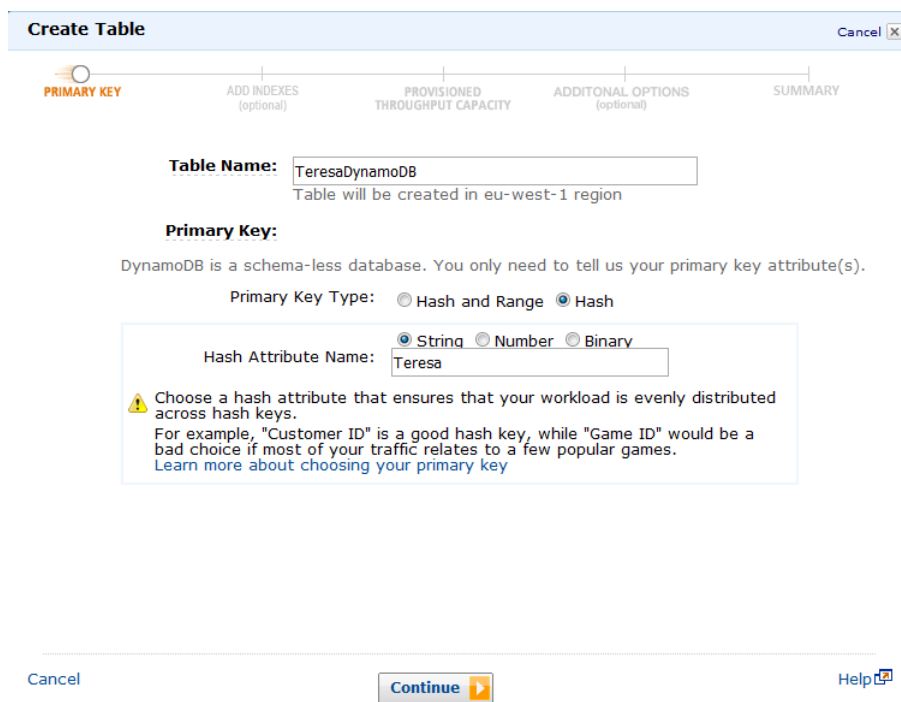 Create Table
Cancel
PRIMARY KEY
ADD INDEXES
(optional)
PROVISIONED
THROUGHPUT CAPACITY
ADDITONAL OPTIONS
(optional)
SUMMARY
Table Name:
TeresaDynamoDB
Table will be created in eu-west-1 region
Primary Key:
DynamoDB is a schema-less database. You only need to tell us your primary key attribute(s).
Primary Key Type:
Hash and Range
Hash
String
Number
Binary
Hash Attribute Name:
Teresa
Choose a hash attribute that ensures that your workload is evenly distributed
across hash keys.
For example, "Customer ID" is a good hash key, while "Game ID" would be a
bad choice if most of your traffic relates to a few popular games.
Learn more about choosing your primary key
Cancel
Continue
Help